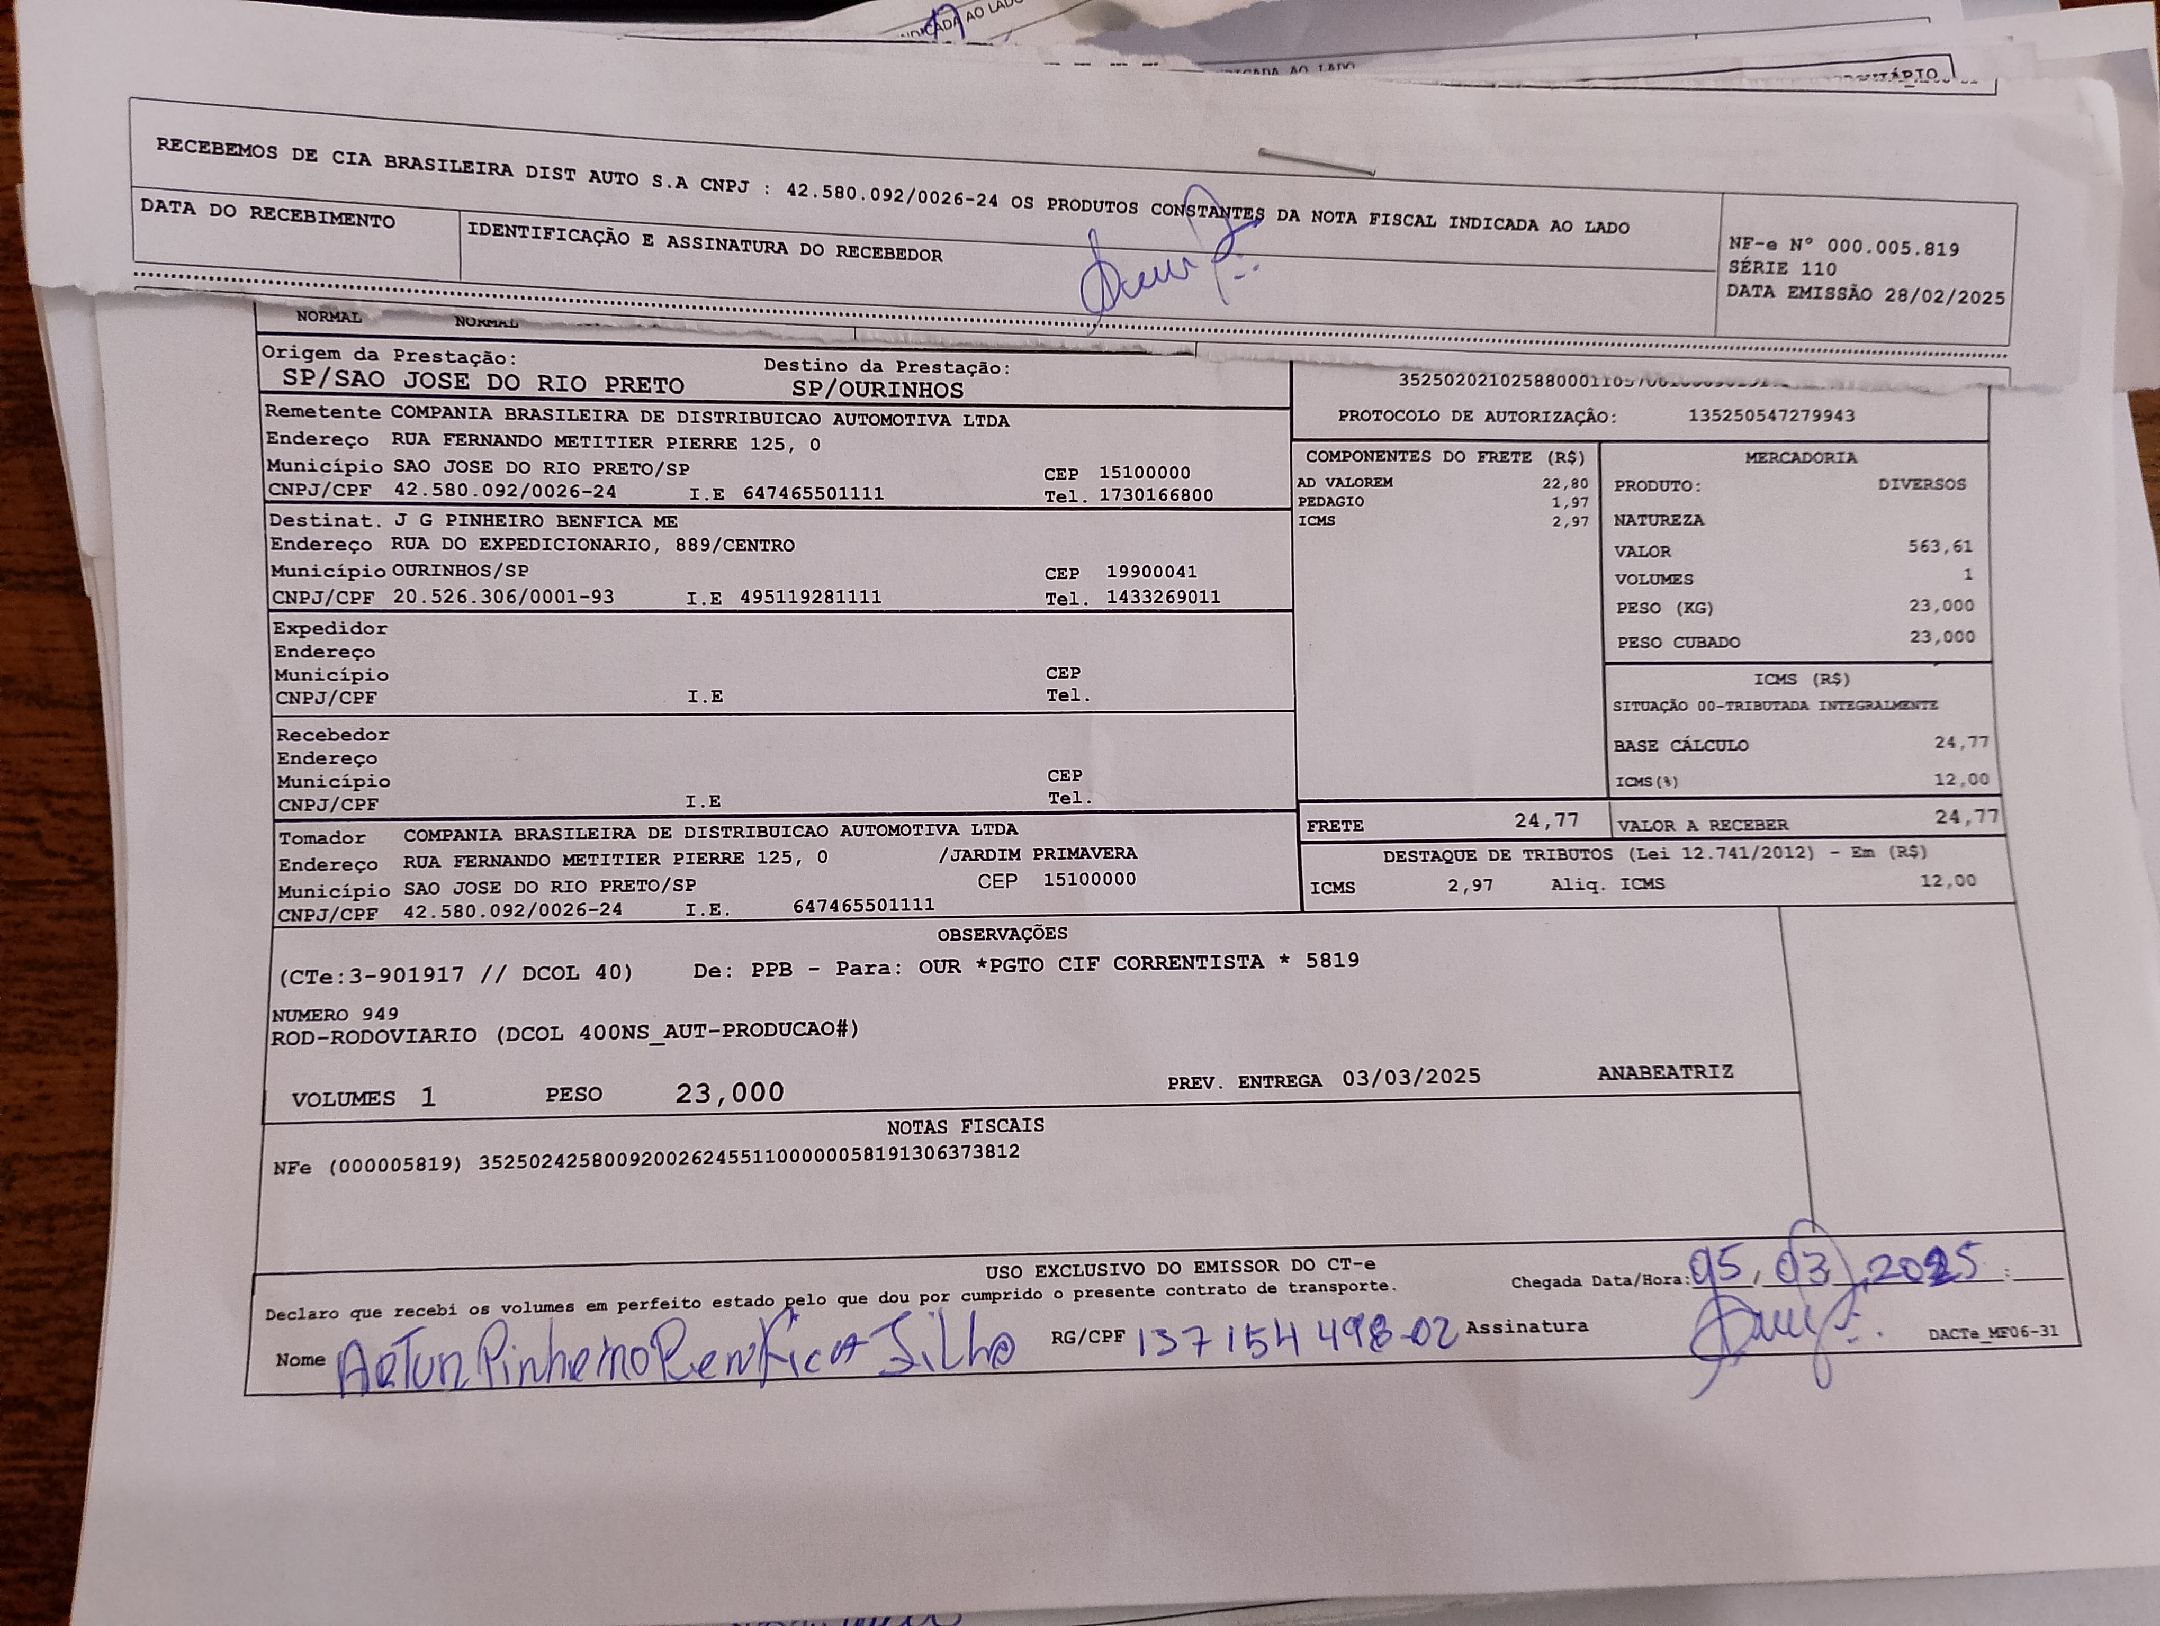 AO LADO
RECEBEMOS DE CIA BRASILEIRA DIST AUTO S.A CNPJ : 42.580.092/0026-24 OS PRODUTOS CONSTANTES DA NOTA FISCAL INDICADA AO LADO
DATA DO RECEBIMENTO
IDENTIFICAÇÃO E ASSINATURA DO RECEBEDOR
NF-e Nº 000.005.819
SÉRIE 110
DATA EMISSÃO 28/02/2025
NORMAL NORMAL
Origem da Prestação: Destino da Prestação:
SP/SAO JOSE DO RIO PRETO SP/OURINHOS
Remetente COMPANIA BRASILEIRA DE DISTRIBUICAO AUTOMOTIVA LTDA
Endereço RUA FERNANDO METITIER PIERRE 125, 0
Município SAO JOSE DO RIO PRETO/SP CEP 15100000
CNPJ/CPF 42.580.092/0026-24 I.E 647465501111 Tel. 1730166800
Destinat. J G PINHEIRO BENFICA ME
Endereço RUA DO EXPEDICIONARIO, 889/CENTRO
Município OURINHOS/SP CEP 19900041
CNPJ/CPF 20.526.306/0001-93 I.E 495119281111 Tel. 1433269011
Expedidor
Endereço
Município CEP
CNPJ/CPF I.E Tel.
Recebedor
Endereço
Município CEP
CNPJ/CPF I.E Tel.
Tomador COMPANIA BRASILEIRA DE DISTRIBUICAO AUTOMOTIVA LTDA
Endereço RUA FERNANDO METITIER PIERRE 125, 0 /JARDIM PRIMAVERA
Município SAO JOSE DO RIO PRETO/SP CEP 15100000
CNPJ/CPF 42.580.092/0026-24 I.E. 647465501111
PROTOCOLO DE AUTORIZAÇÃO: 135250547279943
COMPONENTES DO FRETE (R$)
AD VALOREM 22,80
PEDAGIO 1,97
ICMS 2,97
MERCADORIA
PRODUTO: DIVERSOS
NATUREZA
VALOR 563,61
VOLUMES 1
PESO (KG) 23,000
PESO CUBADO 23,000
ICMS (R$)
SITUAÇÃO 00-TRIBUTADA INTEGRALMENTE
BASE CÁLCULO 24,77
ICMS(%) 12,00
FRETE 24,77 VALOR A RECEBER 24,77
DESTAQUE DE TRIBUTOS (Lei 12.741/2012) - Em (R$)
ICMS 2,97 Aliq. ICMS 12,00
OBSERVAÇÕES
(CTe:3-901917 // DCOL 40) De: PPB - Para: OUR *PGTO CIF CORRENTISTA * 5819
NUMERO 949
ROD-RODOVIARIO (DCOL 400NS_AUT-PRODUCAO#)
VOLUMES 1 PESO 23,000 PREV. ENTREGA 03/03/2025 ANABEATRIZ
NOTAS FISCAIS
NFe (000005819) 35250242580092002624551100000058191306373812
USO EXCLUSIVO DO EMISSOR DO CT-e
Declaro que recebi os volumes em perfeito estado pelo que dou por cumprido o presente contrato de transporte.
Chegada Data/Hora: 05, 03, 2025 :
Nome Artur Pinheiro Benfica Filho RG/CPF 137154498-02 Assinatura
DACTe_MF06-31